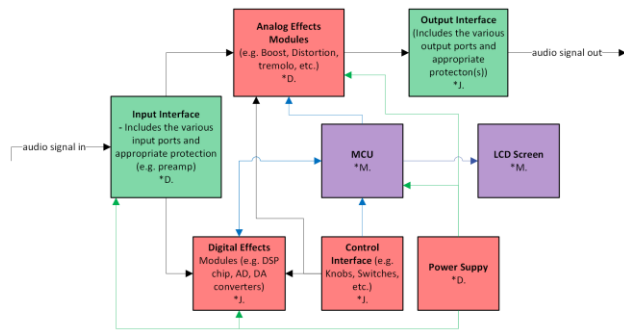 Analog Effects
Modules
(e.g. Boost, Distortion,
tremolo, etc.)
*D.
Output Interface
(Includes the various
output ports and
appropriate
protecton(s))
*J.
audio signal out
Input Interface
- Includes the various
input ports and
appropriate protection
(e.g. preamp)
*D.
audio signal in
MCU
*M.
LCD Screen
*M.
Digital Effects
Modules (e.g. DSP
chip, AD, DA
converters)
*J.
Control
Interface (e.g.
Knobs, Switches,
etc.)
*J.
Power Suppy
*D.